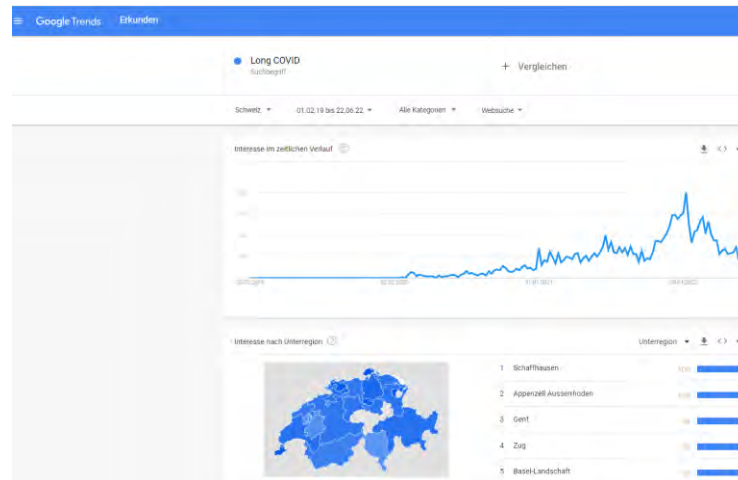 Google Trends Erkunden
Long COVID
Suchbegriff
+ Vergleichen
Schweiz
01.02.19 bis 22.06.22
Alle Kategorien
Websuche
Interesse im zeitlichen Verlauf
Interesse nach Unterregion
Unterregion
1 Schaffhausen
2 Appenzell Ausserrhoden
3 Genf
4 Zug
5 Basel-Landschaft